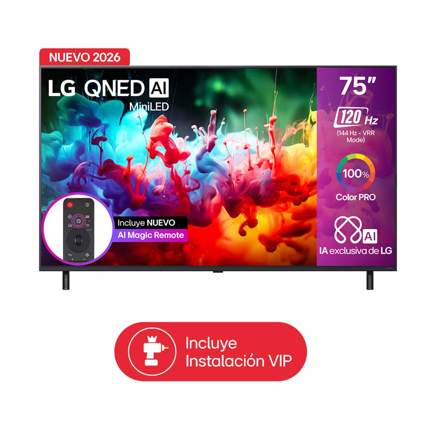 NUEVO 2026
LG QNED AI
MiniLED
75”
120 Hz
(144 Hz - VRR
Mode)
100%
Color PRO
AI
IA exclusiva de LG
Incluye NUEVO
AI Magic Remote
Incluye
Instalación VIP